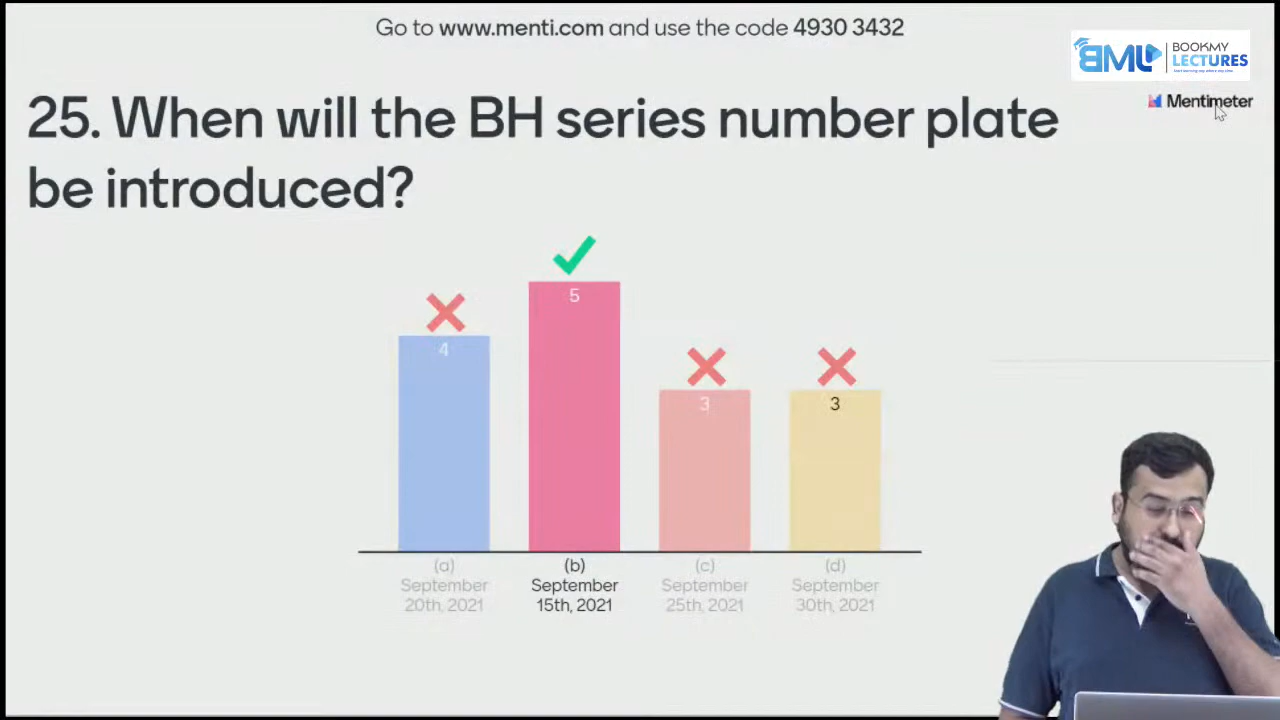 Go to www.menti.com and use the code 4930 3432
BML BOOKMY
LECTURES
Mentimeter
25. When will the BH series number plate
be introduced?
4
5
3
3
(a)
September
20th, 2021
(b)
September
15th, 2021
(c)
September
25th, 2021
(d)
September
30th, 2021